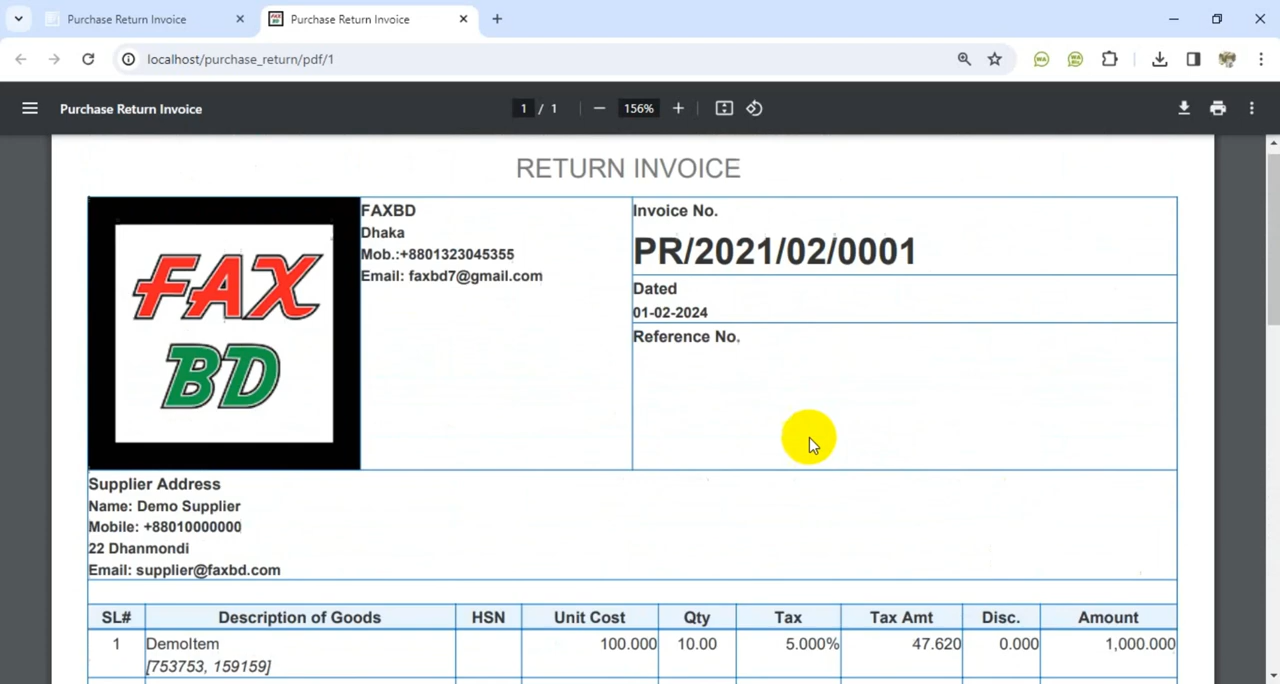 Purchase Return Invoice
Purchase Return Invoice
localhost/purchase_return/pdf/1
Purchase Return Invoice
1 / 1
156%
RETURN INVOICE
FAX
BD
FAXBD
Dhaka
Mob.:+8801323045355
Email: faxbd7@gmail.com
Invoice No.
PR/2021/02/0001
Dated
01-02-2024
Reference No.
Supplier Address
Name: Demo Supplier
Mobile: +88010000000
22 Dhanmondi
Email: supplier@faxbd.com
SL# Description of Goods HSN Unit Cost Qty Tax Tax Amt Disc. Amount
1 DemoItem 100.000 10.00 5.000% 47.620 0.000 1,000.000
[753753, 159159]